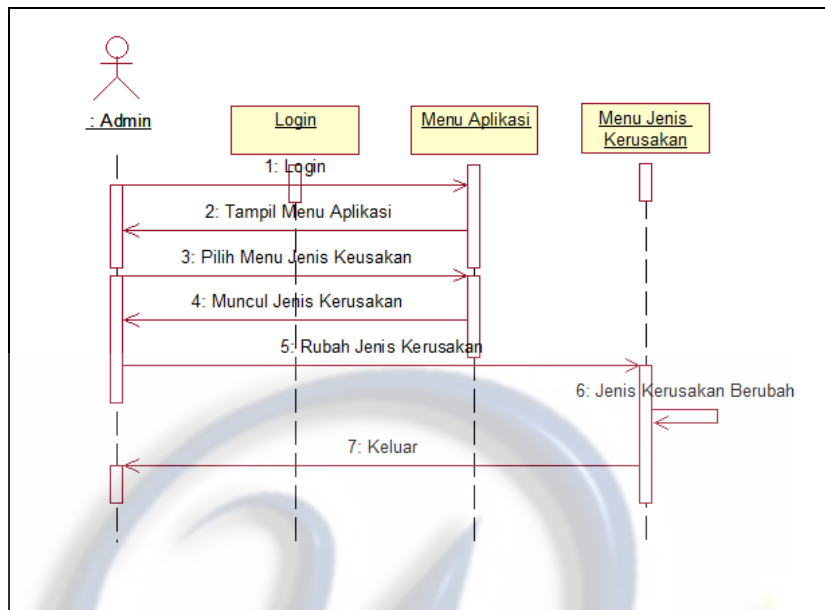 : Admin
Login
Menu Aplikasi
Menu Jenis
Kerusakan
1: Login
2: Tampil Menu Aplikasi
3: Pilih Menu Jenis Keusakan
4: Muncul Jenis Kerusakan
5: Rubah Jenis Kerusakan
6: Jenis Kerusakan Berubah
7: Keluar